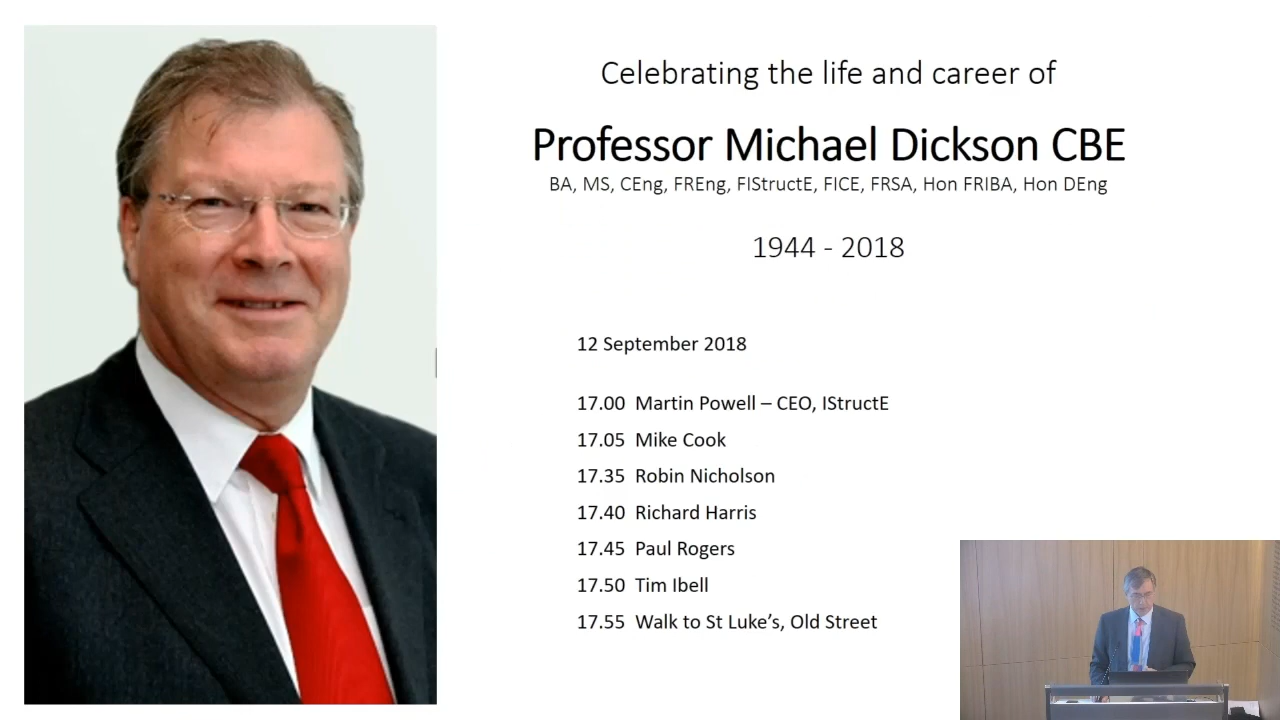 Celebrating the life and career of
Professor Michael Dickson CBE
BA, MS, CEng, FREng, FIStructE, FICE, FRSA, Hon FRIBA, Hon DEng
1944 - 2018
12 September 2018
17.00 Martin Powell – CEO, IStructE
17.05 Mike Cook
17.35 Robin Nicholson
17.40 Richard Harris
17.45 Paul Rogers
17.50 Tim Ibell
17.55 Walk to St Luke’s, Old Street